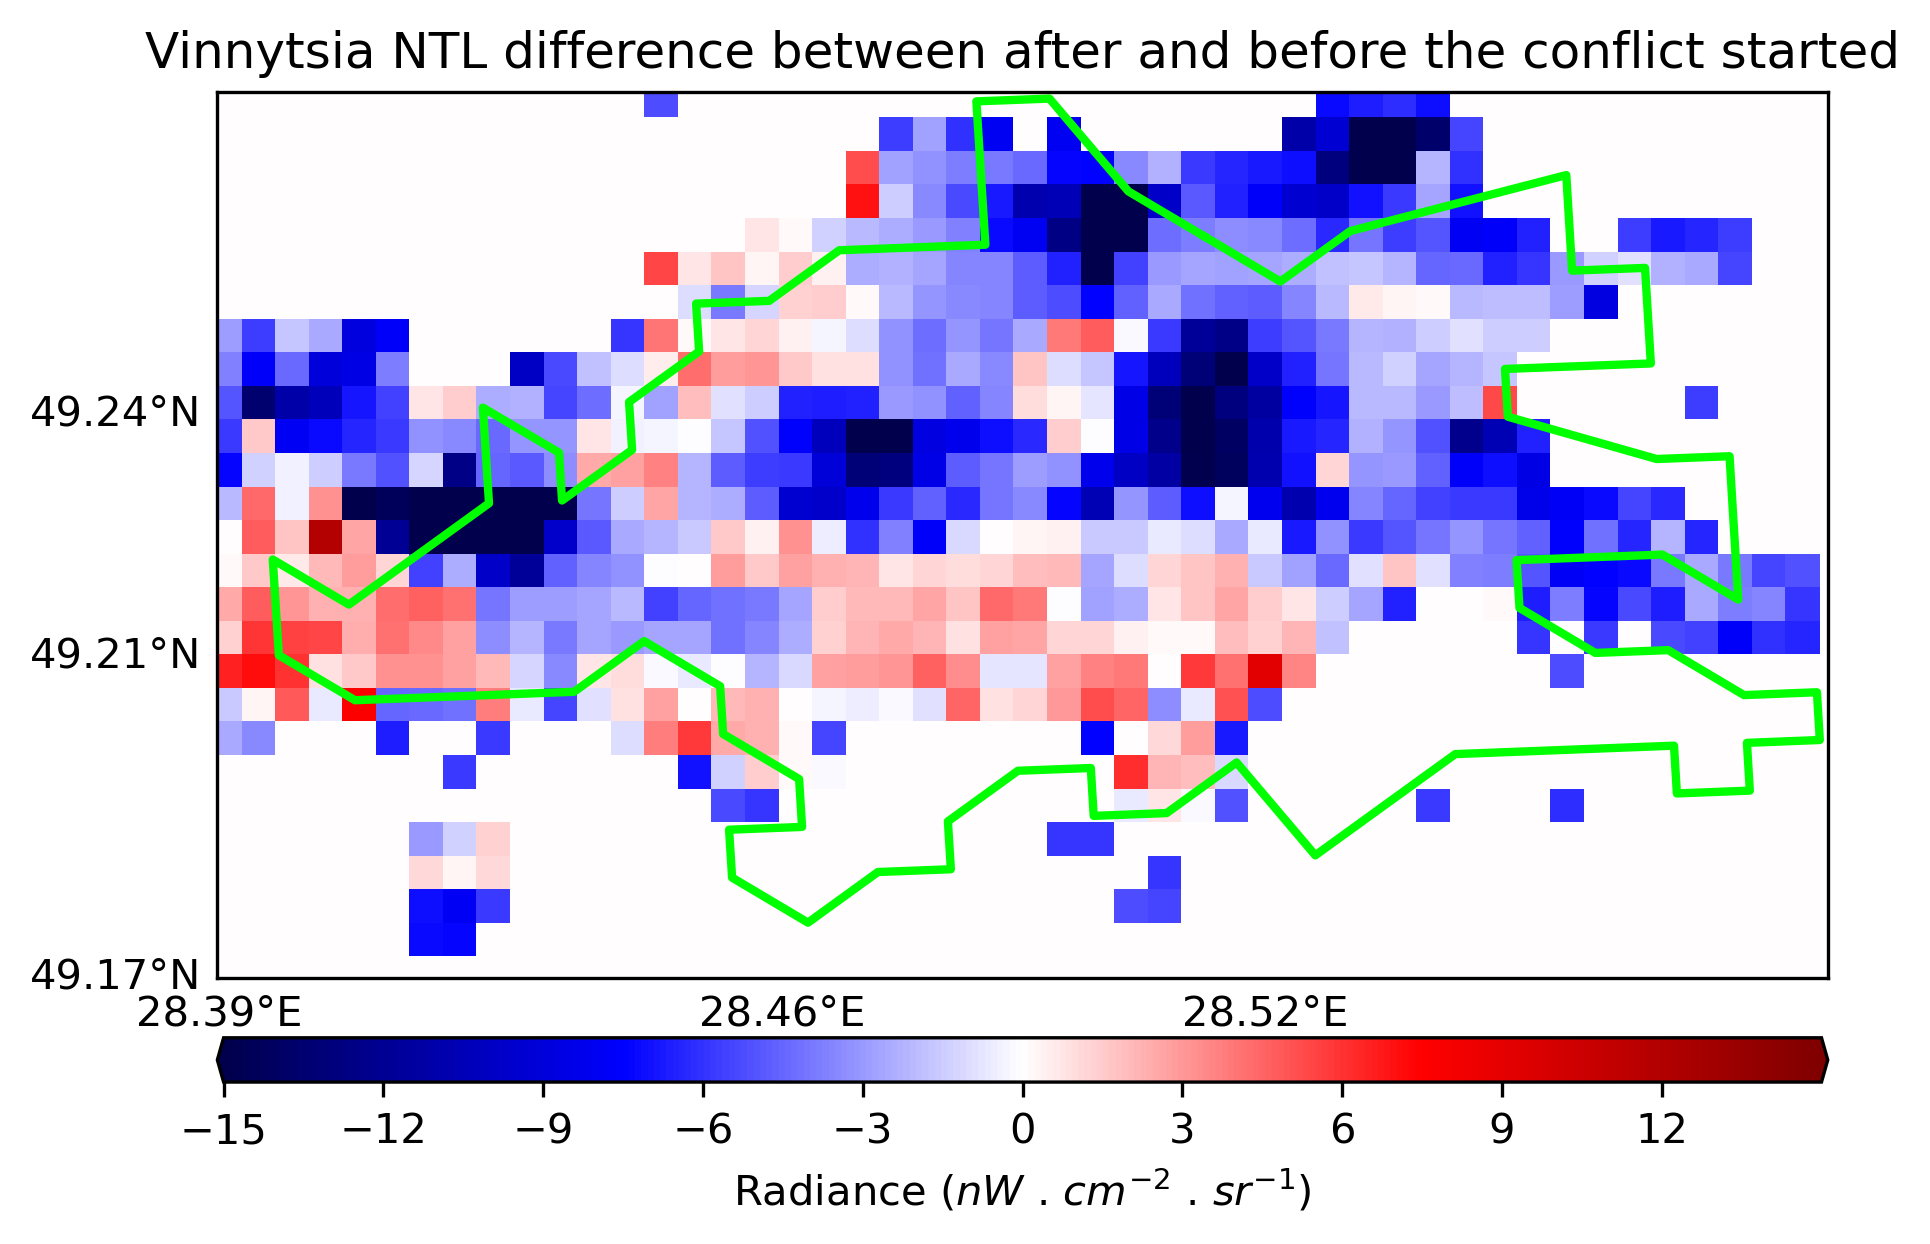 Vinnytsia NTL difference between after and before the conflict started
49.24°N
49.21°N
49.17°N
28.39°E 28.46°E 28.52°E
−15 −12 −9 −6 −3 0 3 6 9 12
Radiance (nW . cm⁻² . sr⁻¹)